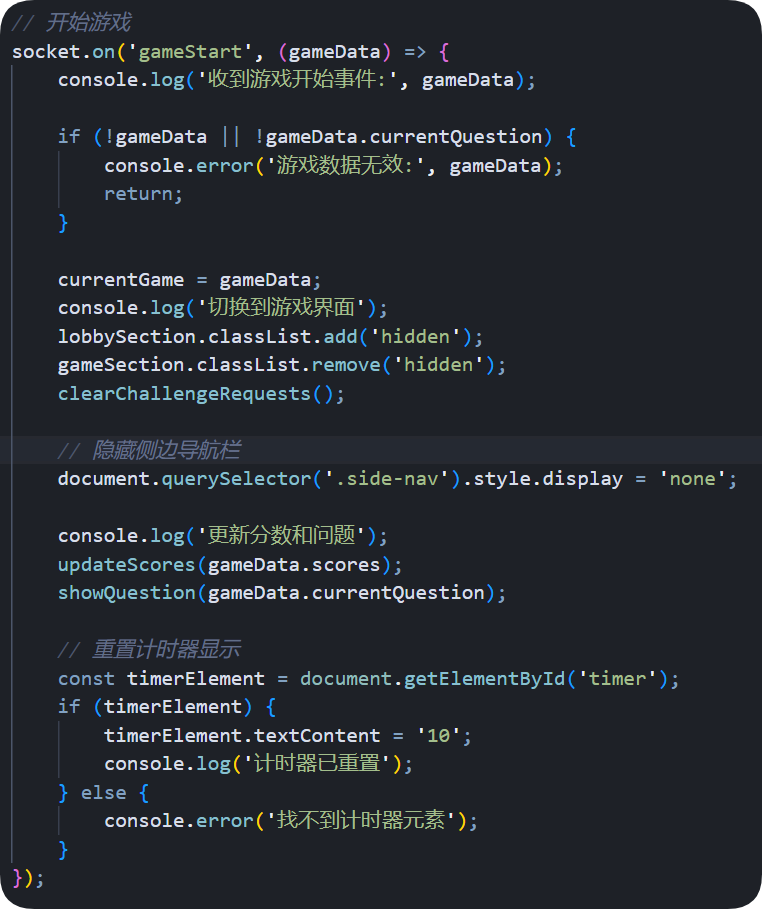 // 开始游戏
socket.on('gameStart', (gameData) => {
    console.log('收到游戏开始事件:', gameData);

    if (!gameData || !gameData.currentQuestion) {
        console.error('游戏数据无效:', gameData);
        return;
    }

    currentGame = gameData;
    console.log('切换到游戏界面');
    lobbySection.classList.add('hidden');
    gameSection.classList.remove('hidden');
    clearChallengeRequests();

    // 隐藏侧边导航栏
    document.querySelector('.side-nav').style.display = 'none';

    console.log('更新分数和问题');
    updateScores(gameData.scores);
    showQuestion(gameData.currentQuestion);

    // 重置计时器显示
    const timerElement = document.getElementById('timer');
    if (timerElement) {
        timerElement.textContent = '10';
        console.log('计时器已重置');
    } else {
        console.error('找不到计时器元素');
    }
});